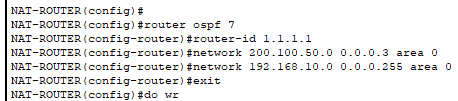 NAT-ROUTER(config)#
NAT-ROUTER(config)#router ospf 7
NAT-ROUTER(config-router)#router-id 1.1.1.1
NAT-ROUTER(config-router)#network 200.100.50.0 0.0.0.3 area 0
NAT-ROUTER(config-router)#network 192.168.10.0 0.0.0.255 area 0
NAT-ROUTER(config-router)#exit
NAT-ROUTER(config)#do wr